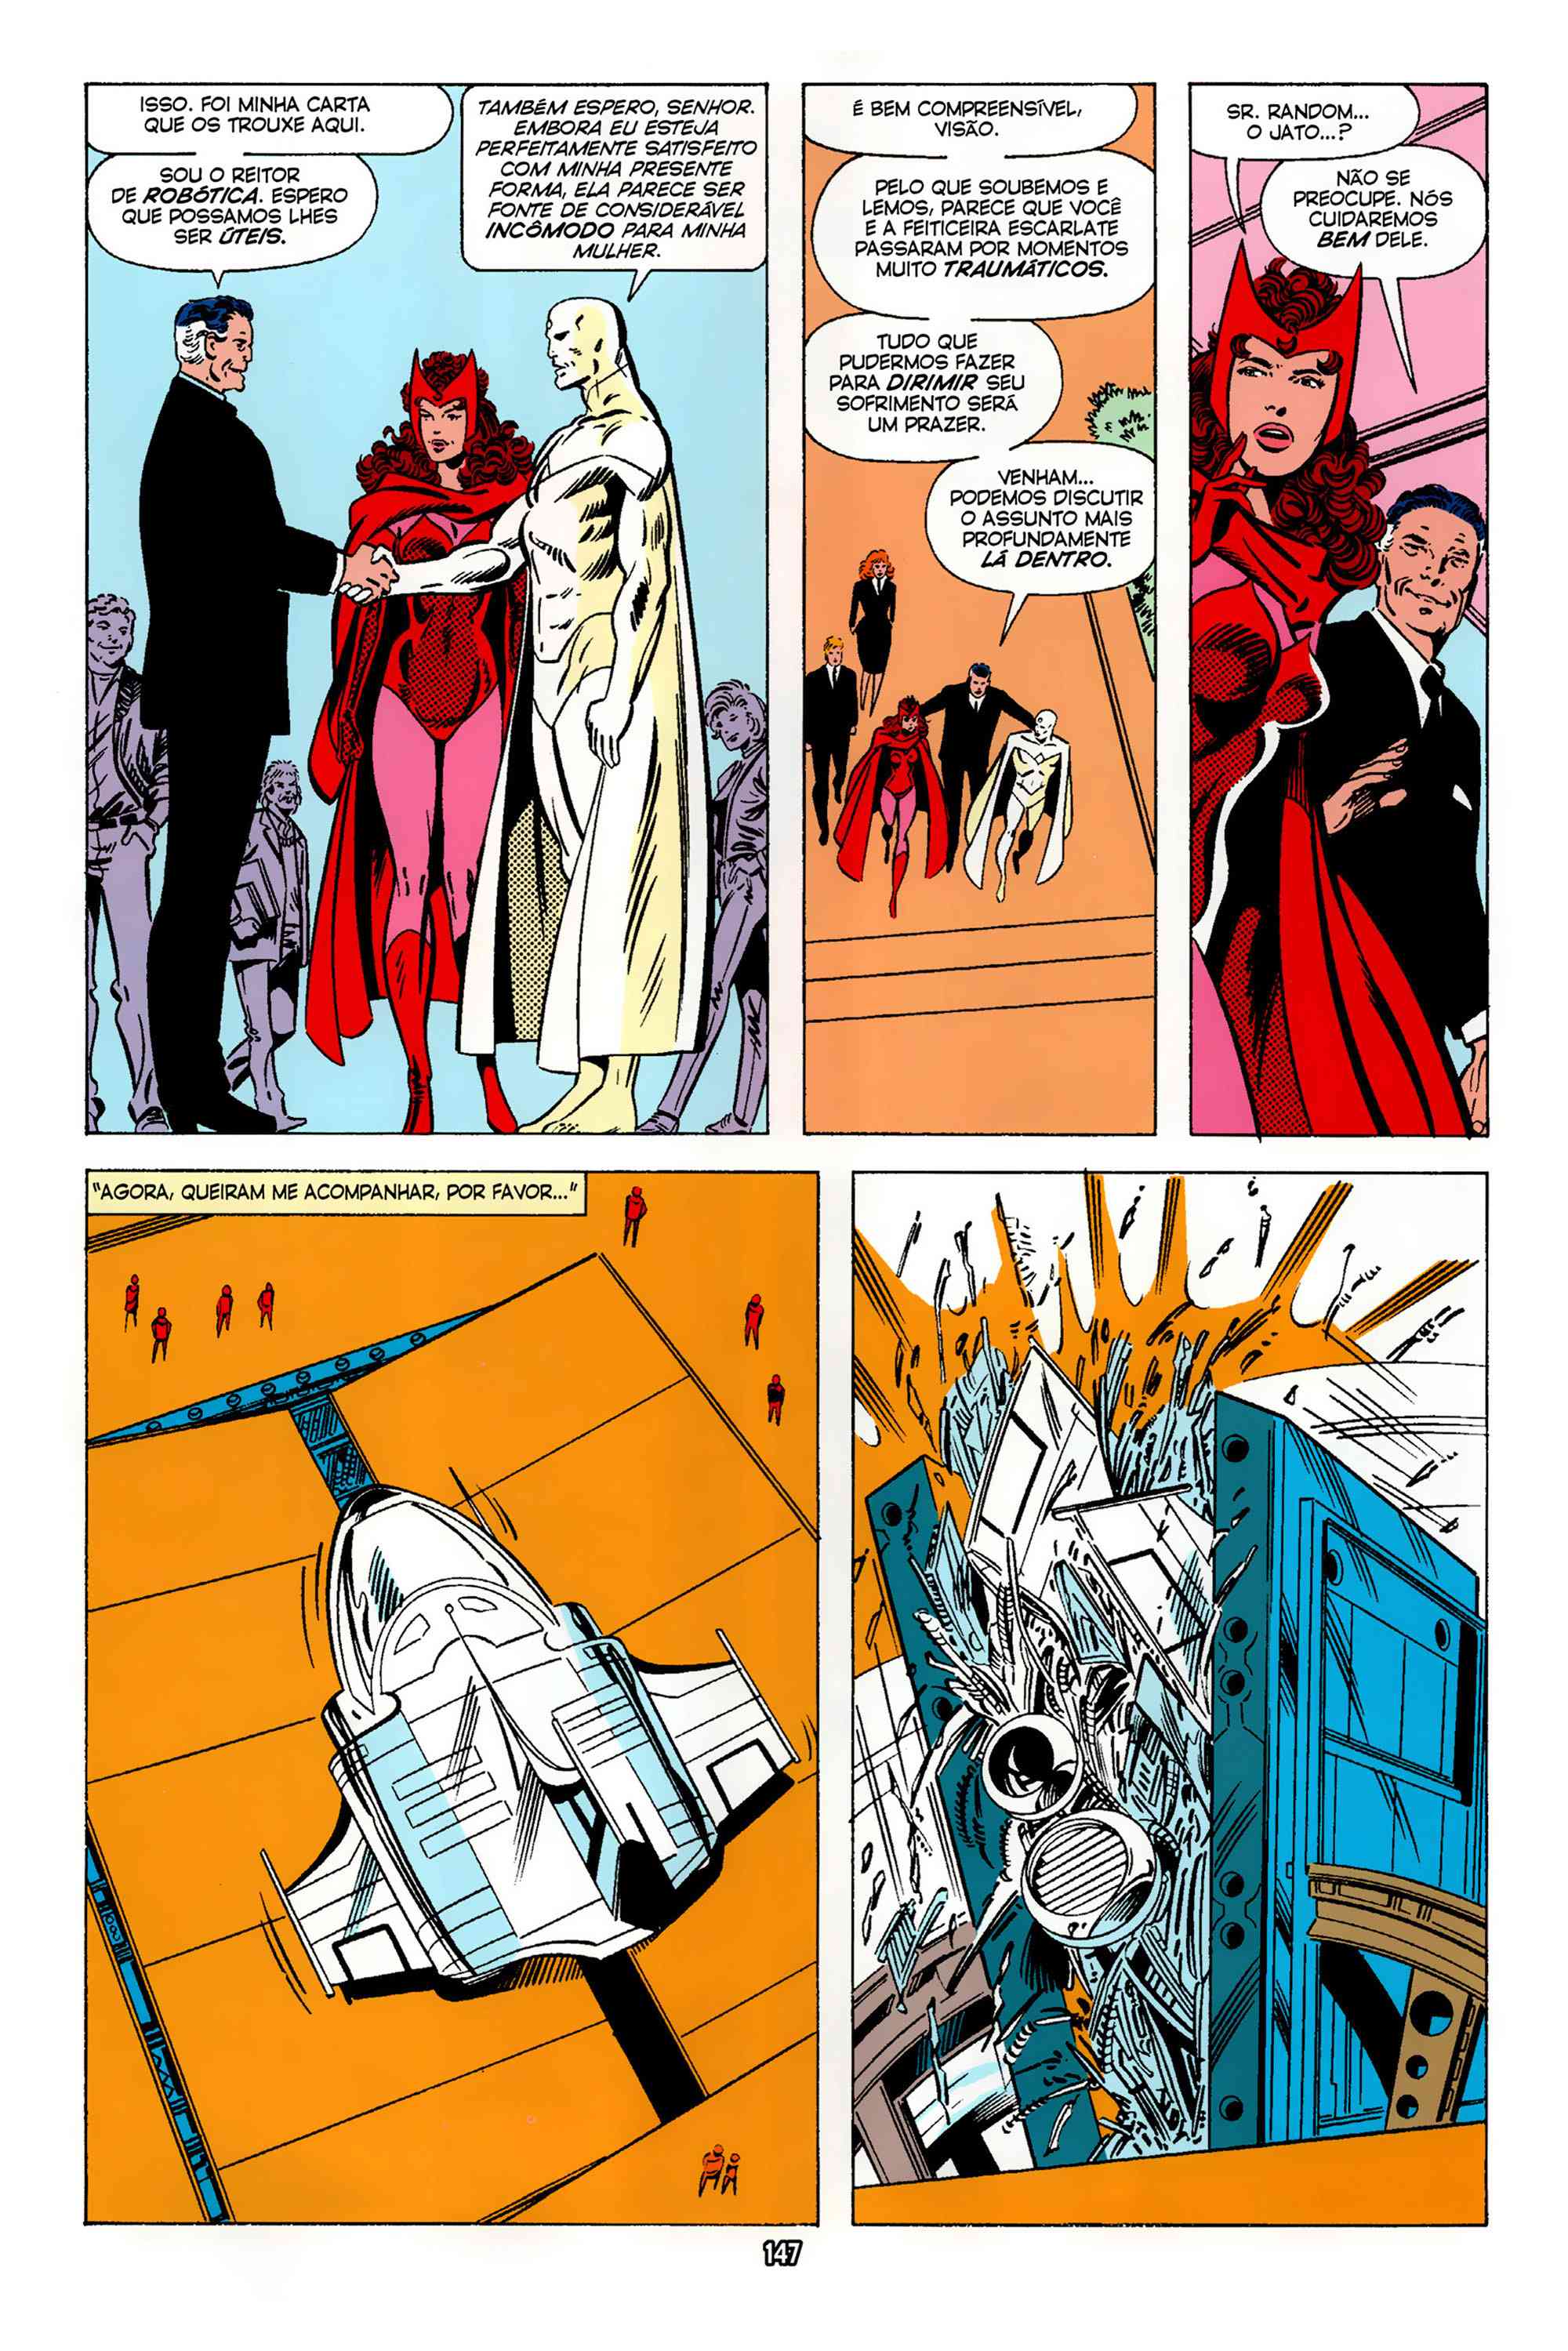 ISSO. FOI MINHA CARTA
QUE OS TROUXE AQUI.
SOU O REITOR
DE ROBÓTICA. ESPERO
QUE POSSAMOS LHES
SER ÚTEIS.
TAMBÉM ESPERO, SENHOR.
EMBORA EU ESTEJA
PERFEITAMENTE SATISFEITO
COM MINHA PRESENTE
FORMA, ELA PARECE SER
FONTE DE CONSIDERÁVEL
INCÔMODO PARA MINHA
MULHER.
É BEM COMPREENSÍVEL,
VISÃO.
PELO QUE SOUBEMOS E
LEMOS, PARECE QUE VOCÊ
E A FEITICEIRA ESCARLATE
PASSARAM POR MOMENTOS
MUITO TRAUMÁTICOS.
TUDO QUE
PUDERMOS FAZER
PARA DIRIMIR SEU
SOFRIMENTO SERÁ
UM PRAZER.
VENHAM...
PODEMOS DISCUTIR
O ASSUNTO MAIS
PROFUNDAMENTE
LÁ DENTRO.
SR. RANDOM...
O JATO...?
NÃO SE
PREOCUPE. NÓS
CUIDAREMOS
BEM DELE.
"AGORA, QUEIRAM ME ACOMPANHAR, POR FAVOR..."
147